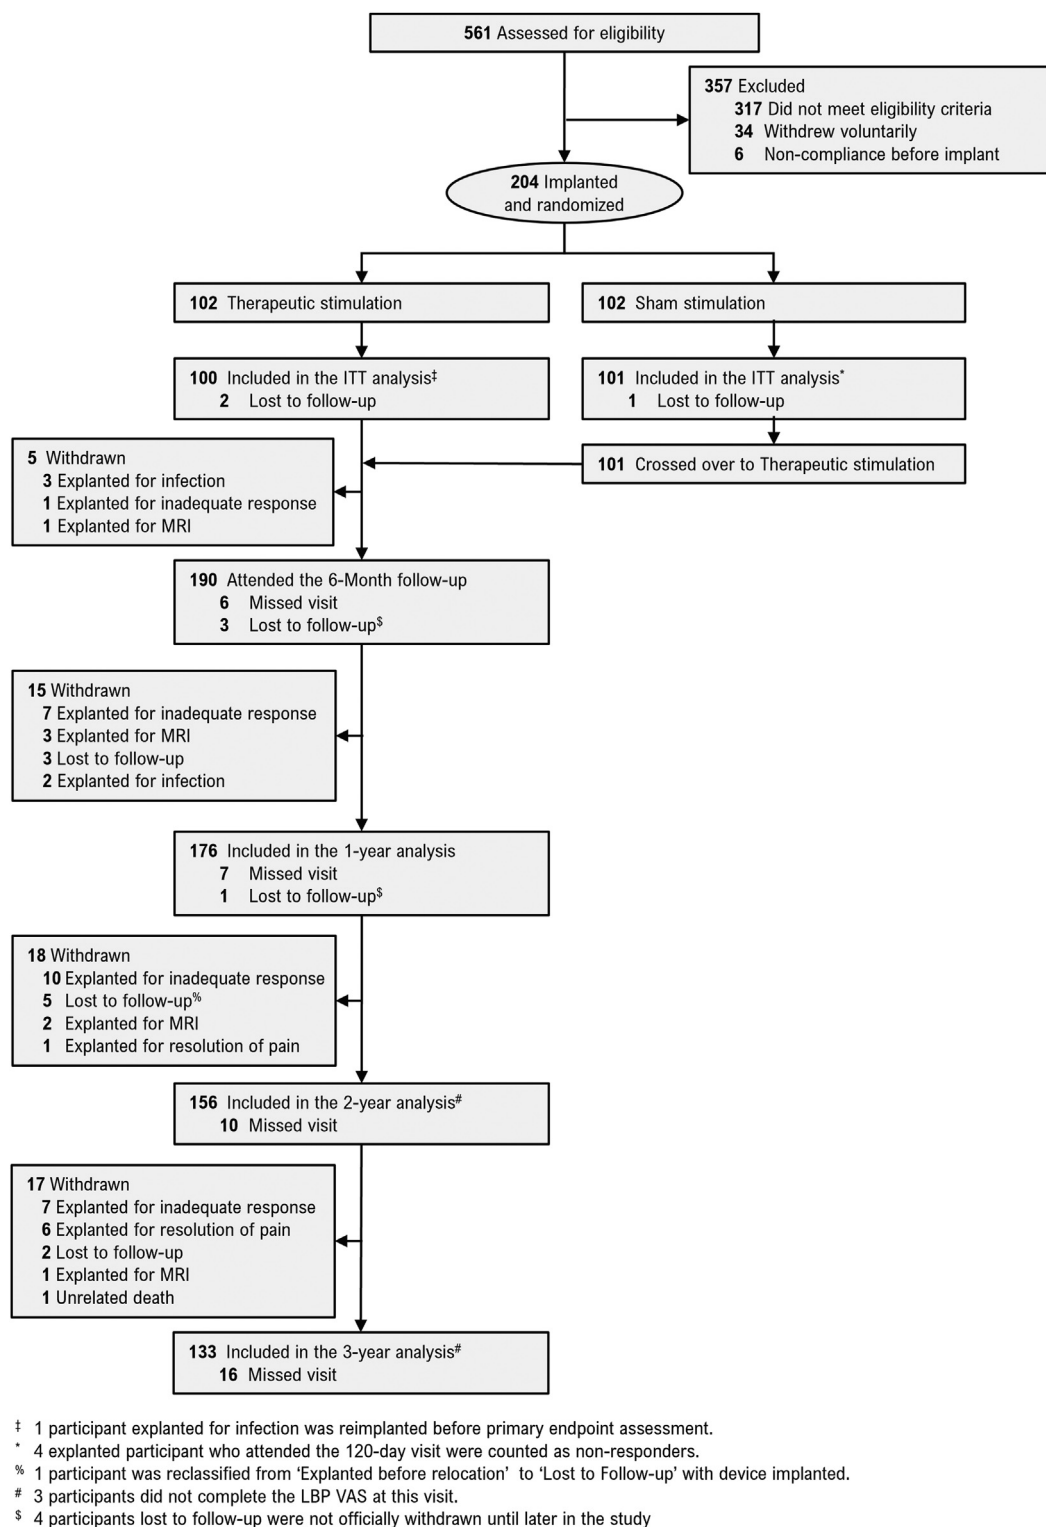 561 Assessed for eligibility
357 Excluded
317 Did not meet eligibility criteria
34 Withdrew voluntarily
6 Non-compliance before implant
204 Implanted
and randomized
102 Therapeutic stimulation
102 Sham stimulation
100 Included in the ITT analysis‡
2 Lost to follow-up
101 Included in the ITT analysis*
1 Lost to follow-up
101 Crossed over to Therapeutic stimulation
5 Withdrawn
3 Explanted for infection
1 Explanted for inadequate response
1 Explanted for MRI
190 Attended the 6-Month follow-up
6 Missed visit
3 Lost to follow-up$
15 Withdrawn
7 Explanted for inadequate response
3 Explanted for MRI
3 Lost to follow-up
2 Explanted for infection
176 Included in the 1-year analysis
7 Missed visit
1 Lost to follow-up$
18 Withdrawn
10 Explanted for inadequate response
5 Lost to follow-up%
2 Explanted for MRI
1 Explanted for resolution of pain
156 Included in the 2-year analysis#
10 Missed visit
17 Withdrawn
7 Explanted for inadequate response
6 Explanted for resolution of pain
2 Lost to follow-up
1 Explanted for MRI
1 Unrelated death
133 Included in the 3-year analysis#
16 Missed visit
‡ 1 participant explanted for infection was reimplanted before primary endpoint assessment.
* 4 explanted participant who attended the 120-day visit were counted as non-responders.
% 1 participant was reclassified from ‘Explanted before relocation’ to ‘Lost to Follow-up’ with device implanted.
# 3 participants did not complete the LBP VAS at this visit.
$ 4 participants lost to follow-up were not officially withdrawn until later in the study